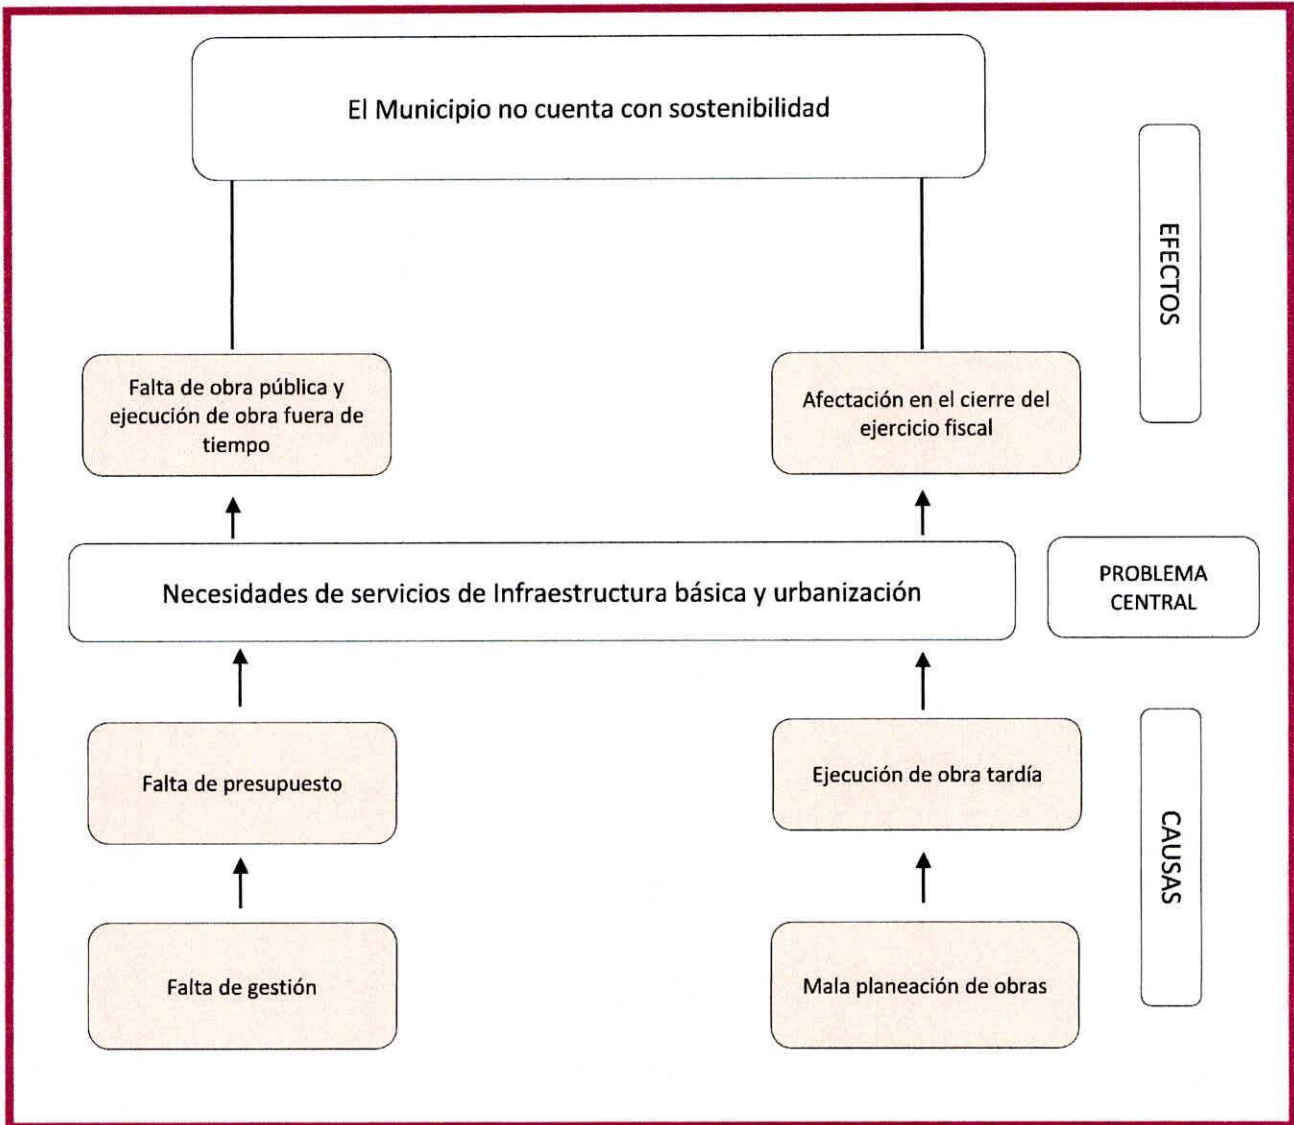 El Municipio no cuenta con sostenibilidad
EFECTOS
Falta de obra pública y
ejecución de obra fuera de
tiempo
Afectación en el cierre del
ejercicio fiscal
Necesidades de servicios de Infraestructura básica y urbanización
PROBLEMA
CENTRAL
Falta de presupuesto
Ejecución de obra tardía
CAUSAS
Falta de gestión
Mala planeación de obras